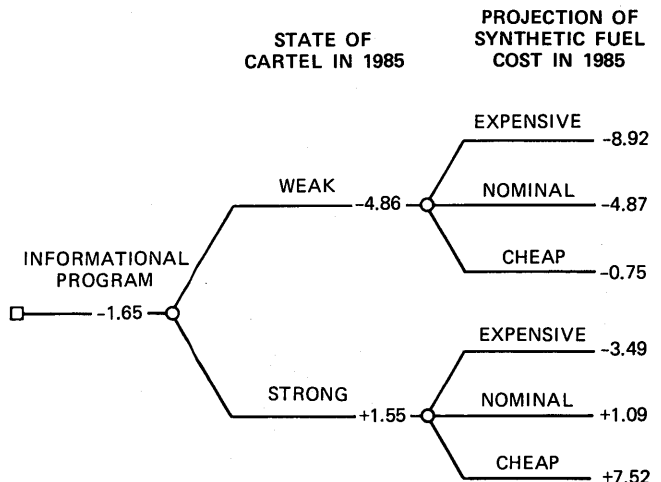 STATE OF
CARTEL IN 1985
PROJECTION OF
SYNTHETIC FUEL
COST IN 1985
EXPENSIVE
-8.92
WEAK
-4.86
NOMINAL
-4.87
CHEAP
-0.75
INFORMATIONAL
PROGRAM
-1.65
EXPENSIVE
-3.49
STRONG
+1.55
NOMINAL
+1.09
CHEAP
+7.52